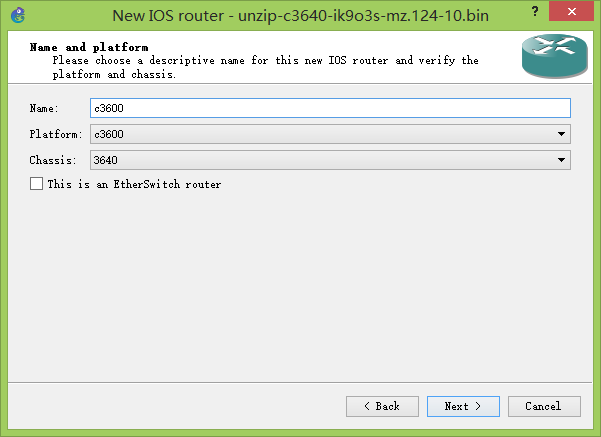 New IOS router - unzip-c3640-ik9o3s-mz.124-10.bin
?
Name and platform
Please choose a descriptive name for this new IOS router and verify the
platform and chassis.
Name: c3600
Platform: c3600
Chassis: 3640
This is an EtherSwitch router
< Back Next > Cancel